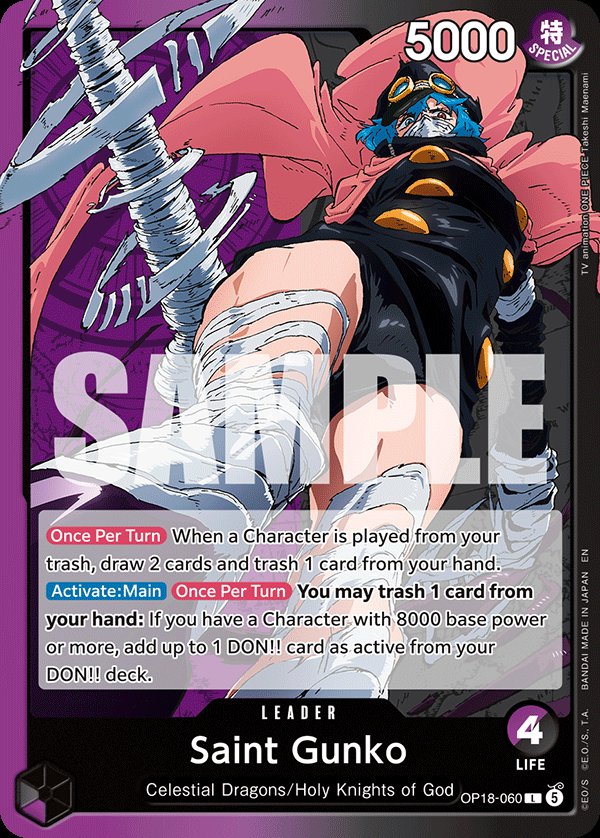 5000
特
SPECIAL
TV animation ONE PIECE Takeshi Maenami
SAMPLE
Once Per Turn When a Character is played from your
trash, draw 2 cards and trash 1 card from your hand.
Activate:Main Once Per Turn You may trash 1 card from
your hand: If you have a Character with 8000 base power
or more, add up to 1 DON!! card as active from your
DON!! deck.
LEADER
Saint Gunko
4
LIFE
Celestial Dragons/Holy Knights of God
OP18-060 L 5
©E.O/S ©E.O./S., T.A. BANDAI MADE IN JAPAN EN